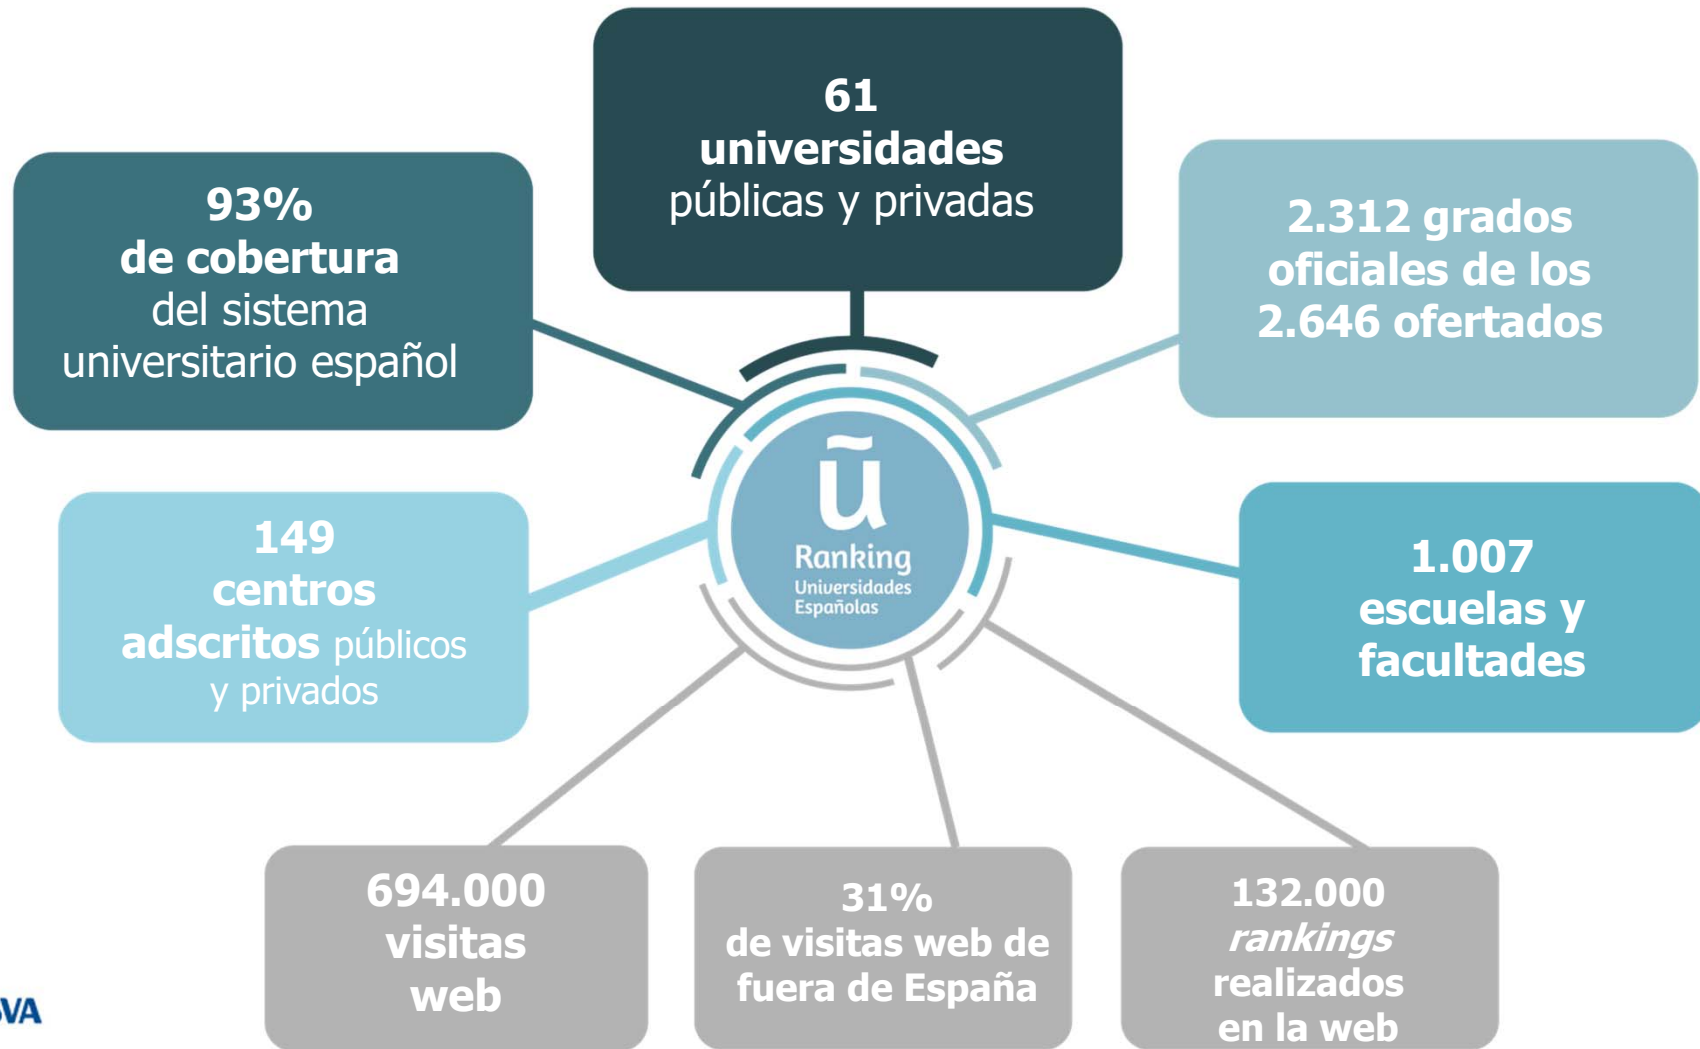 61
universidades
públicas y privadas
93%
de cobertura
del sistema
universitario español
2.312 grados
oficiales de los
2.646 ofertados
ũ
Ranking
Universidades
Españolas
149
centros
adscritos públicos
y privados
1.007
escuelas y
facultades
694.000
visitas
web
31%
de visitas web de
fuera de España
132.000
rankings
realizados
en la web